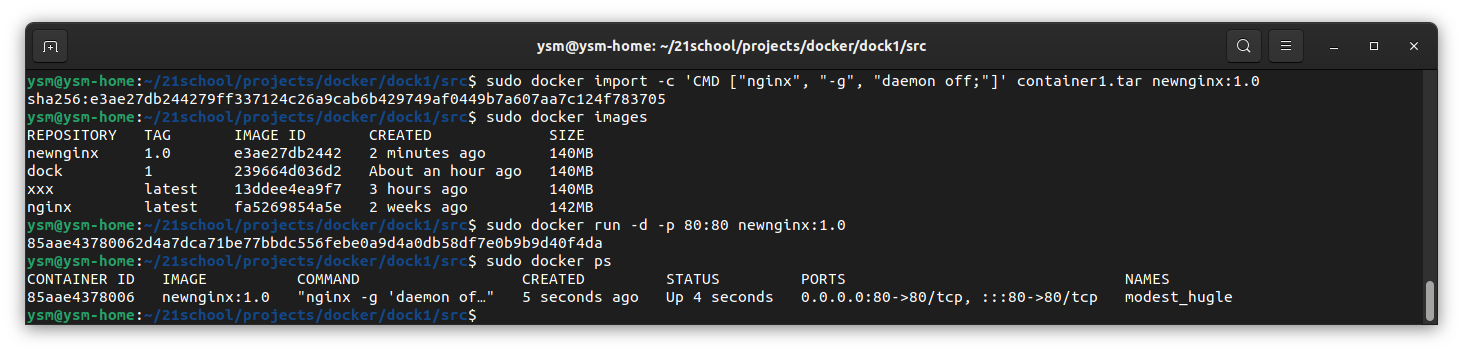 ysm@ysm-home: ~/21school/projects/docker/dock1/src
ysm@ysm-home:~/21school/projects/docker/dock1/src$ sudo docker import -c 'CMD ["nginx", "-g", "daemon off;"]' container1.tar newnginx:1.0
sha256:e3ae27db244279ff337124c26a9cab6b429749af0449b7a607aa7c124f783705
ysm@ysm-home:~/21school/projects/docker/dock1/src$ sudo docker images
REPOSITORY   TAG       IMAGE ID       CREATED             SIZE
newnginx     1.0       e3ae27db2442   2 minutes ago       140MB
dock         1         239664d036d2   About an hour ago   140MB
xxx          latest    13ddee4ea9f7   3 hours ago         140MB
nginx        latest    fa5269854a5e   2 weeks ago         142MB
ysm@ysm-home:~/21school/projects/docker/dock1/src$ sudo docker run -d -p 80:80 newnginx:1.0
85aae43780062d4a7dca71be77bbdc556febe0a9d4a0db58df7e0b9b9d40f4da
ysm@ysm-home:~/21school/projects/docker/dock1/src$ sudo docker ps
CONTAINER ID   IMAGE          COMMAND                  CREATED         STATUS         PORTS                               NAMES
85aae4378006   newnginx:1.0   "nginx -g 'daemon of…"   5 seconds ago   Up 4 seconds   0.0.0.0:80->80/tcp, :::80->80/tcp   modest_hugle
ysm@ysm-home:~/21school/projects/docker/dock1/src$